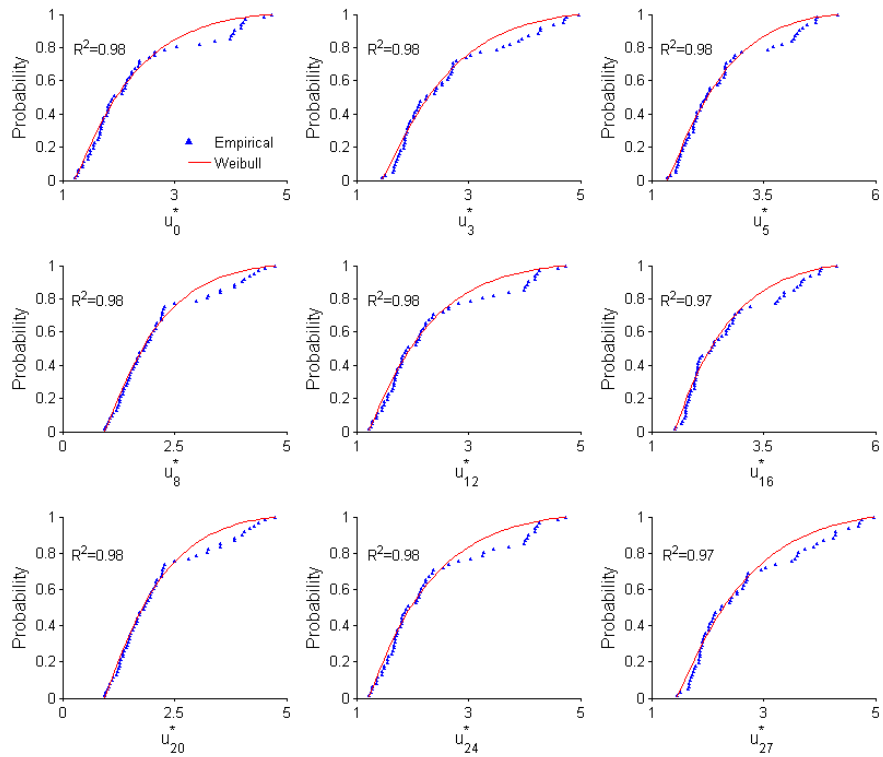 Probability
1
0.8
0.6
0.4
0.2
0
R²=0.98
Empirical
Weibull
1 3 5
u*0
Probability
1
0.8
0.6
0.4
0.2
0
R²=0.98
1 3 5
u*3
Probability
1
0.8
0.6
0.4
0.2
0
R²=0.98
1 3.5 6
u*5
Probability
1
0.8
0.6
0.4
0.2
0
R²=0.98
0 2.5 5
u*8
Probability
1
0.8
0.6
0.4
0.2
0
R²=0.98
1 3 5
u*12
Probability
1
0.8
0.6
0.4
0.2
0
R²=0.97
1 3.5 6
u*16
Probability
1
0.8
0.6
0.4
0.2
0
R²=0.98
0 2.5 5
u*20
Probability
1
0.8
0.6
0.4
0.2
0
R²=0.98
1 3 5
u*24
Probability
1
0.8
0.6
0.4
0.2
0
R²=0.97
1 3 5
u*27